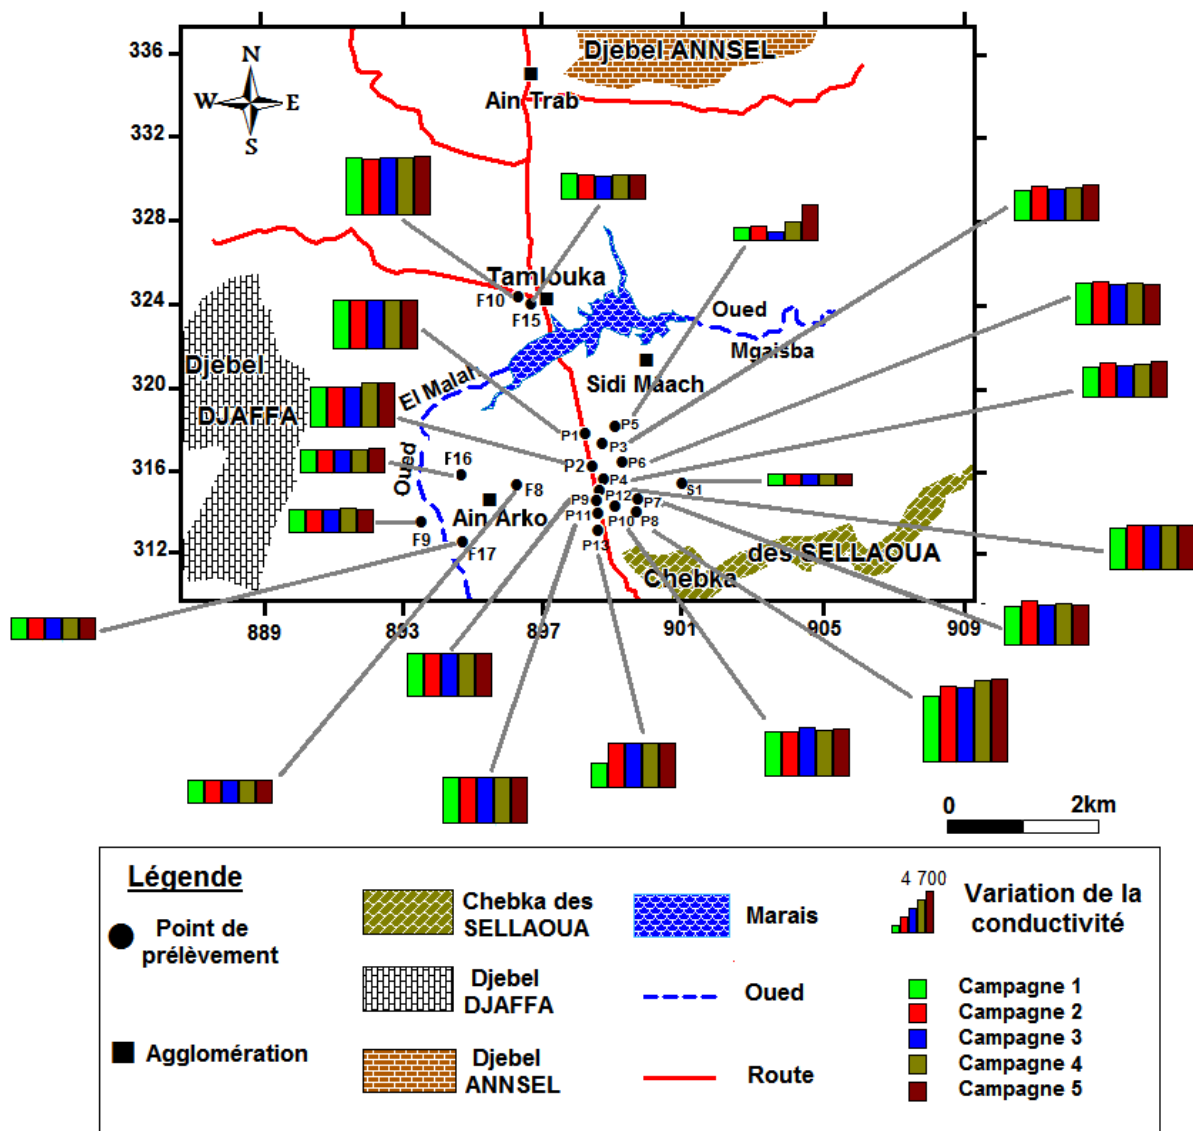 336
332
328
324
320
316
312
889
893
897
901
905
909
N
W
E
S
Djebel ANNSEL
Ain Trab
Tamlouka
F10
F15
Oued
Mgaisba
Sidi Maach
El Malah
Oued
Djebel
DJAFFA
P5
P1
P3
P6
P2
P4
P12
P9
P7
P11
P10
P8
P13
S1
F16
F8
Ain Arko
F9
F17
des SELLAOUA
Chebka
0
2km
Légende
Point de
prélèvement
Agglomération
Chebka des
SELLAOUA
Djebel
DJAFFA
Djebel
ANNSEL
Marais
Oued
Route
4 700
Variation de la
conductivité
Campagne 1
Campagne 2
Campagne 3
Campagne 4
Campagne 5